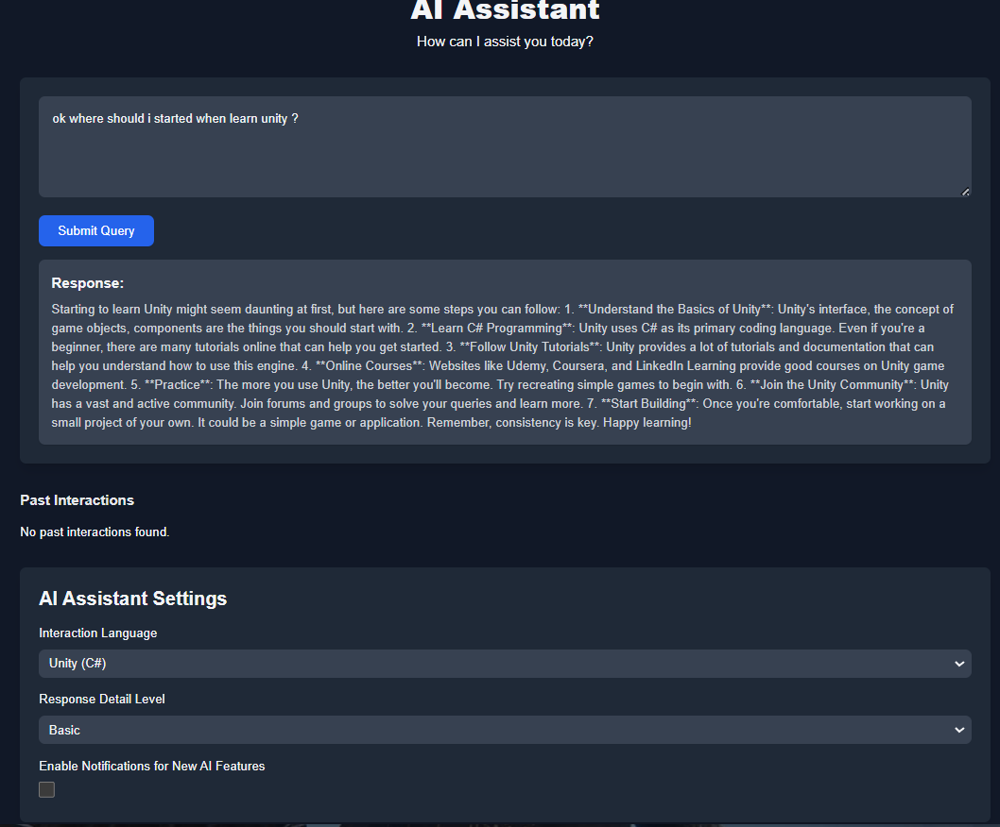 AI Assistant
How can I assist you today?
ok where should i started when learn unity ?
Submit Query
Response:
Starting to learn Unity might seem daunting at first, but here are some steps you can follow: 1. **Understand the Basics of Unity**: Unity's interface, the concept of
game objects, components are the things you should start with. 2. **Learn C# Programming**: Unity uses C# as its primary coding language. Even if you're a
beginner, there are many tutorials online that can help you get started. 3. **Follow Unity Tutorials**: Unity provides a lot of tutorials and documentation that can
help you understand how to use this engine. 4. **Online Courses**: Websites like Udemy, Coursera, and LinkedIn Learning provide good courses on Unity game
development. 5. **Practice**: The more you use Unity, the better you'll become. Try recreating simple games to begin with. 6. **Join the Unity Community**: Unity
has a vast and active community. Join forums and groups to solve your queries and learn more. 7. **Start Building**: Once you're comfortable, start working on a
small project of your own. It could be a simple game or application. Remember, consistency is key. Happy learning!
Past Interactions
No past interactions found.
AI Assistant Settings
Interaction Language
Unity (C#)
Response Detail Level
Basic
Enable Notifications for New AI Features